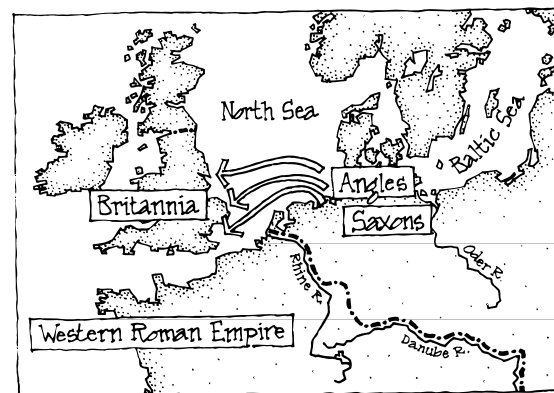 North Sea
Baltic Sea
Angles
Britannia
Saxons
Oder R.
Rhine R.
Western Roman Empire
Danube R.